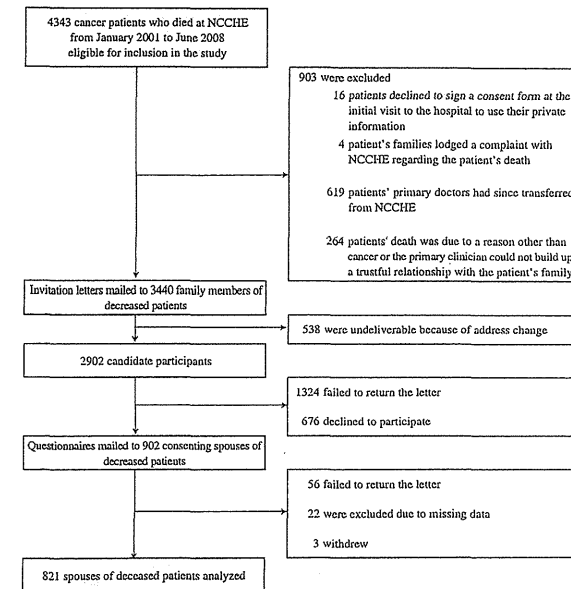 4343 cancer patients who died at NCCHE
from January 2001 to June 2008
eligible for inclusion in the study
903 were excluded
16 patients declined to sign a consent form at the
initial visit to the hospital to use their private
information
4 patient's families lodged a complaint with
NCCHE regarding the patient's death
619 patients' primary doctors had since transferred
from NCCHE
264 patients' death was due to a reason other than
cancer or the primary clinician could not build up
a trustful relationship with the patient's family
Invitation letters mailed to 3440 family members of
decreased patients
538 were undeliverable because of address change
2902 candidate participants
1324 failed to return the letter
676 declined to participate
Questionnaires mailed to 902 consenting spouses of
decreased patients
56 failed to return the letter
22 were excluded due to missing data
3 withdrew
821 spouses of deceased patients analyzed